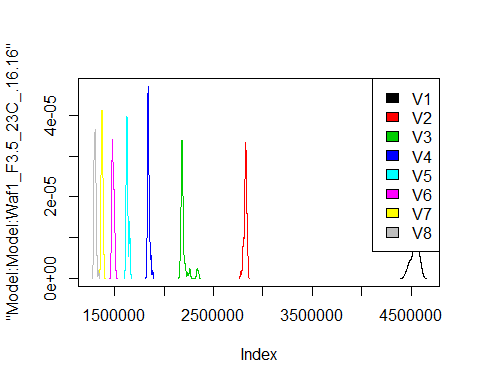 "Model:Model:Waf1_F3.5_23C_.16.16"
4e-05
2e-05
0e+00
V1
V2
V3
V4
V5
V6
V7
V8
1500000 2500000 3500000 4500000
Index